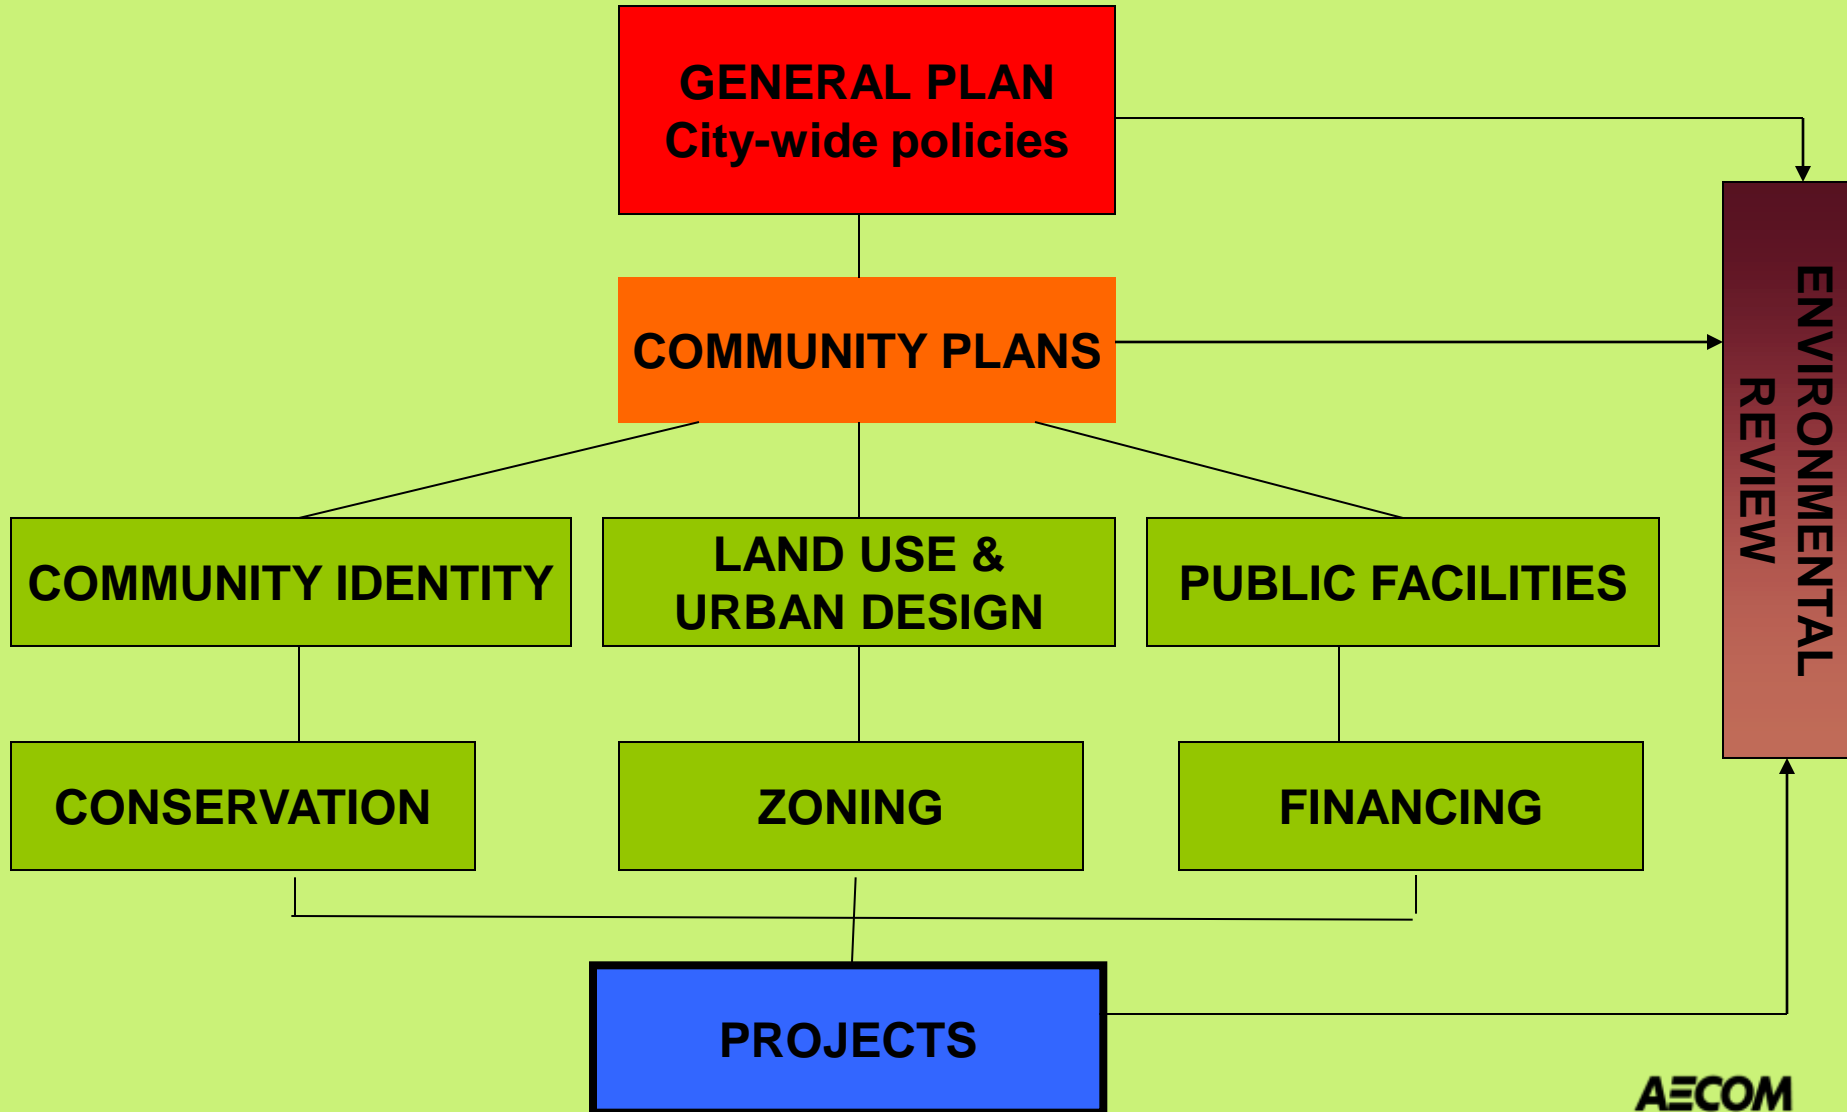 GENERAL PLAN
City-wide policies
COMMUNITY PLANS
ENVIRONMENTAL
REVIEW
COMMUNITY IDENTITY
LAND USE &
URBAN DESIGN
PUBLIC FACILITIES
CONSERVATION
ZONING
FINANCING
PROJECTS
AECOM